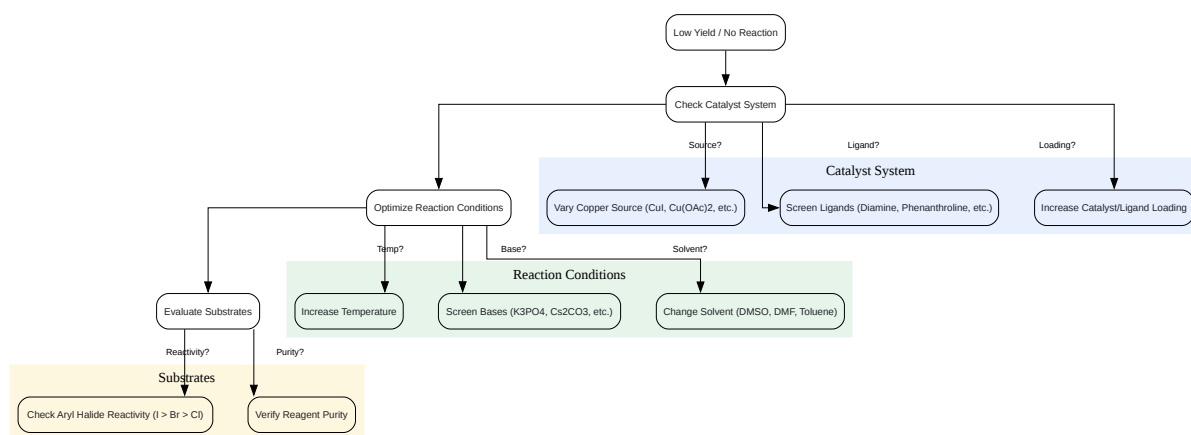 Low Yield / No Reaction
Check Catalyst System
Source?
Ligand?
Loading?
Catalyst System
Optimize Reaction Conditions
Vary Copper Source (CuI, Cu(OAc)2, etc.)
Screen Ligands (Diamine, Phenanthroline, etc.)
Increase Catalyst/Ligand Loading
Temp?
Base?
Solvent?
Reaction Conditions
Evaluate Substrates
Increase Temperature
Screen Bases (K3PO4, Cs2CO3, etc.)
Change Solvent (DMSO, DMF, Toluene)
Reactivity?
Purity?
Substrates
Check Aryl Halide Reactivity (I > Br > Cl)
Verify Reagent Purity